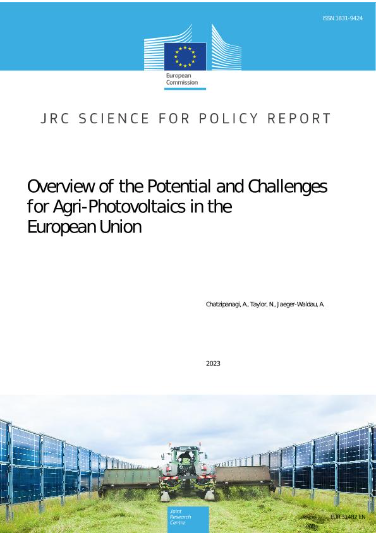 ISSN 1831-9424
European
Commission
JRC SCIENCE FOR POLICY REPORT
Overview of the Potential and Challenges
for Agri-Photovoltaics in the
European Union
Chatzipanagi, A., Taylor, N., Jaeger-Waldau, A.
2023
Joint
Research
Centre